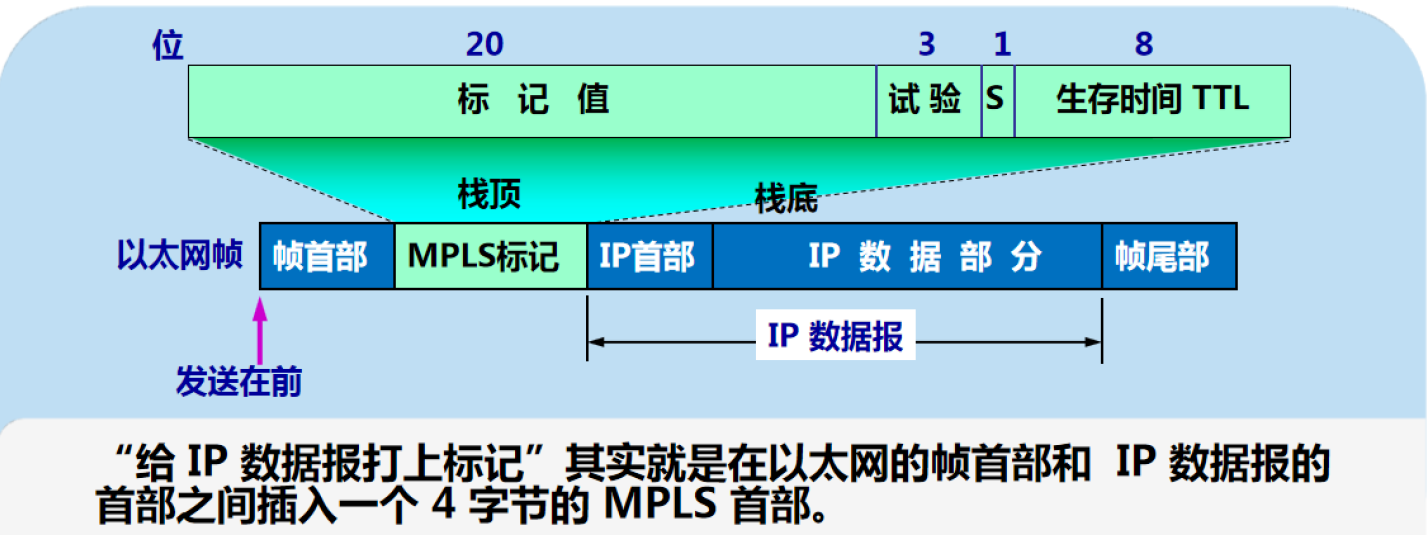 位 20 3 1 8
标 记 值 试 验 S 生存时间 TTL
栈顶 栈底
以太网帧 帧首部 MPLS标记 IP首部 IP 数 据 部 分 帧尾部
IP 数据报
发送在前
“给 IP 数据报打上标记”其实就是在以太网的帧首部和 IP 数据报的
首部之间插入一个 4 字节的 MPLS 首部。